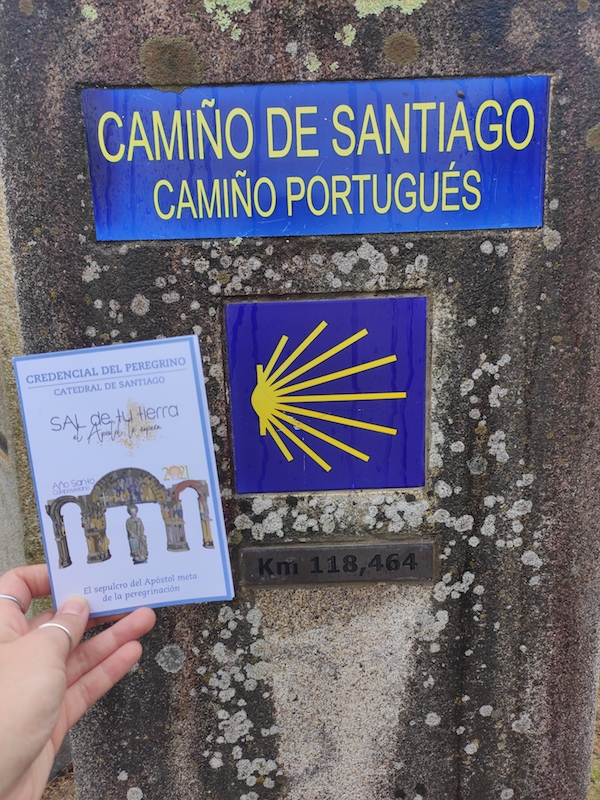 CAMIÑO DE SANTIAGO
CAMIÑO PORTUGUÉS
CREDENCIAL DEL PEREGRINO
CATEDRAL DE SANTIAGO
SAL de tu tierra
el Apóstol te espera
Año Santo
Compostelano
2021
El sepulcro del Apóstol meta
de la peregrinación
Km 118,464